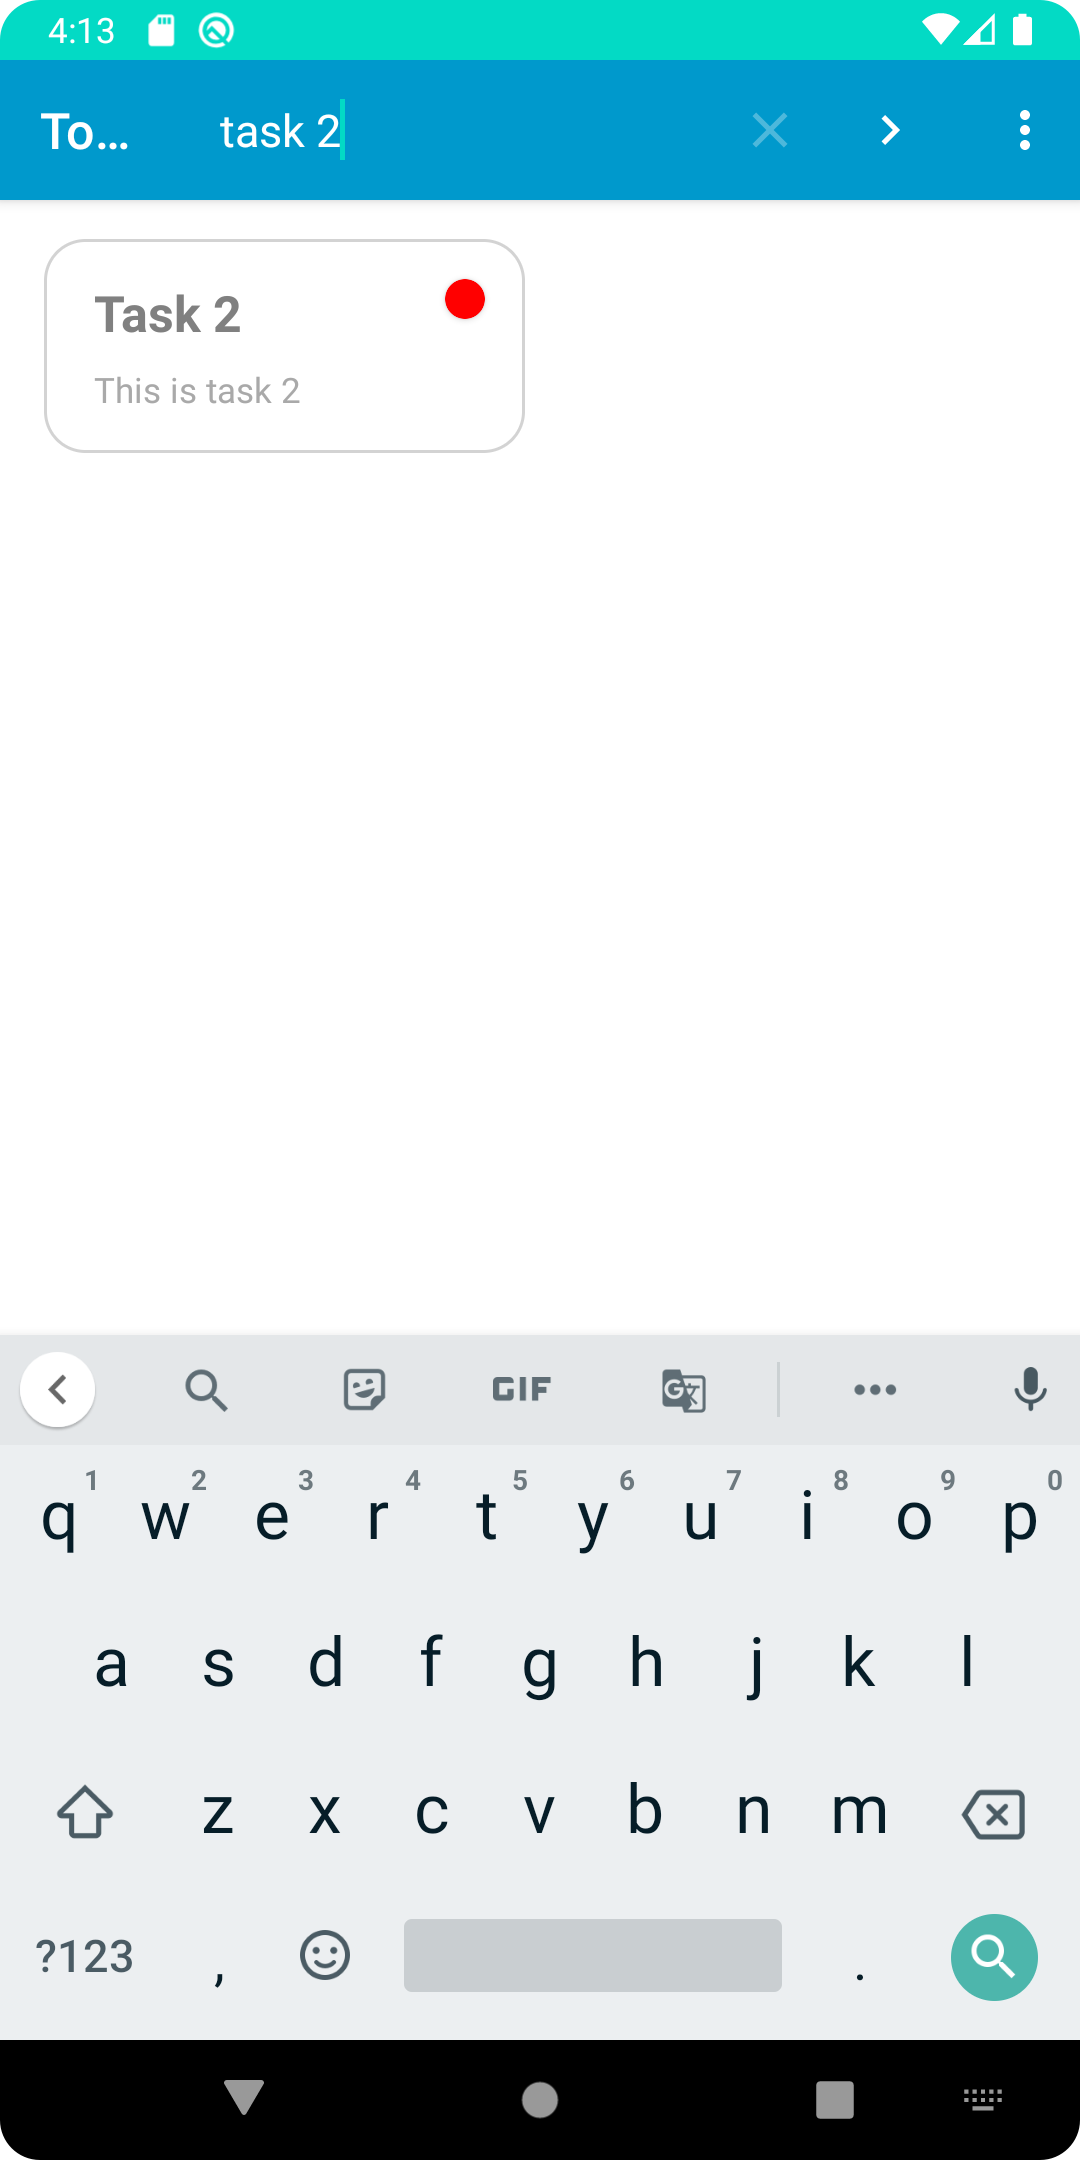 4:13
To... task 2
Task 2
This is task 2
GIF
G 文
1 2 3 4 5 6 7 8 9 0
q w e r t y u i o p
a s d f g h j k l
z x c v b n m
?123 , .